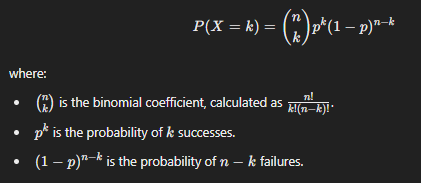 P(X = k) = \binom{n}{k} p^k (1 − p)^{n−k}
where:
• \binom{n}{k} is the binomial coefficient, calculated as \frac{n!}{k!(n−k)!}.
• p^k is the probability of k successes.
• (1 − p)^{n−k} is the probability of n − k failures.